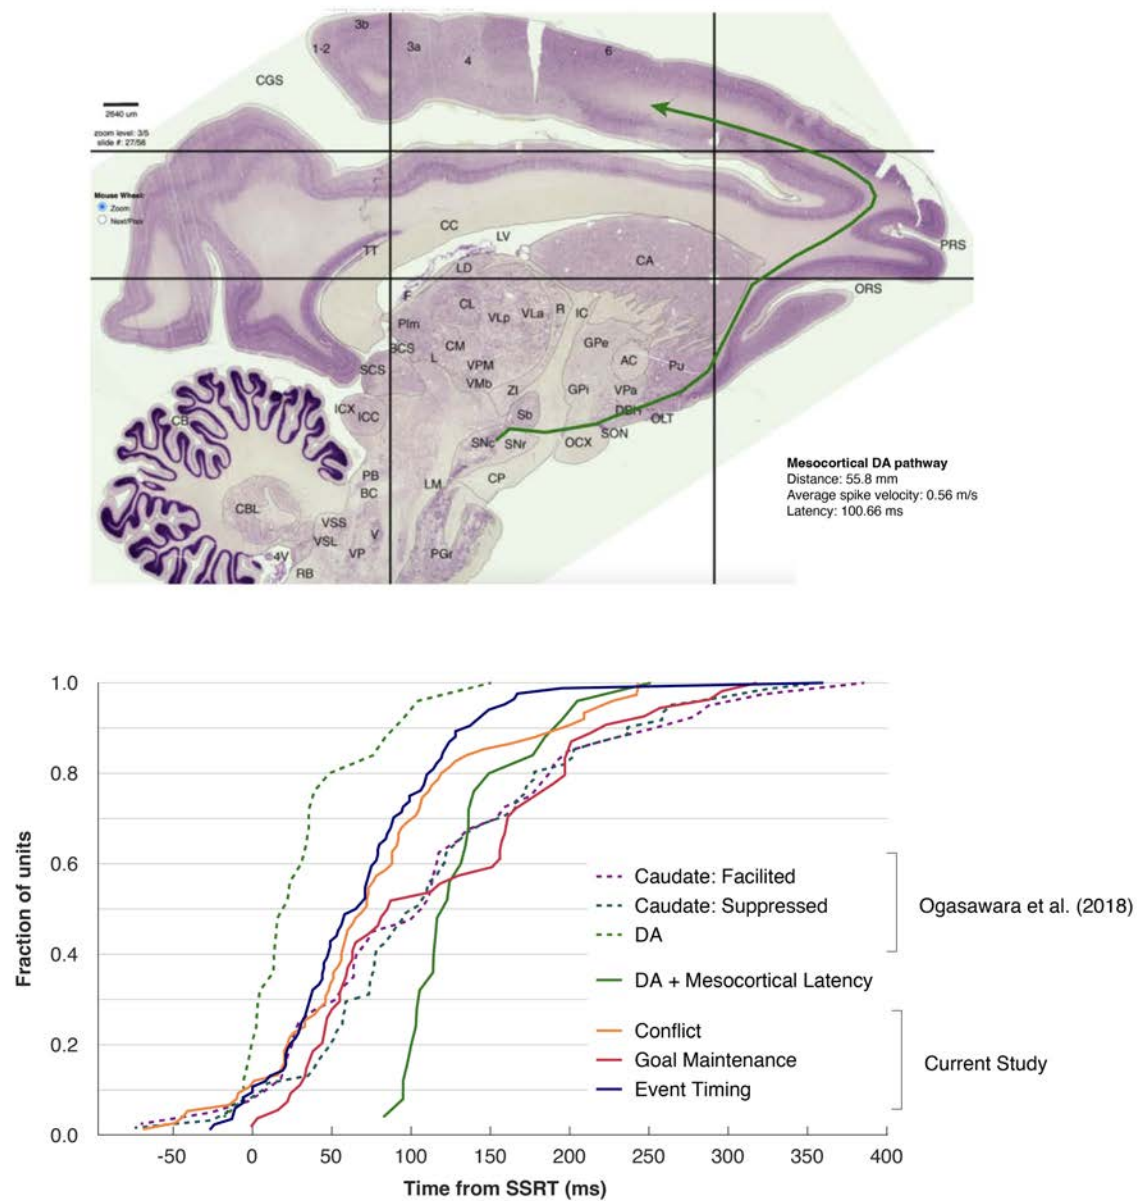 3b
1-2
3a
4
6
CGS
2640 um
zoom level: 3/5
slide #: 27/56
Mouse Wheel:
Zoom
Next/Prev
CC
LV
TT
LD
CA
PRS
ORS
F
CL
VLp
VLa
R
IC
Plm
BCS
L
CM
VPM
VMb
ZI
GPe
AC
Pu
GPi
VPa
SCS
ICX
ICC
CB
Sb
DBH
OLT
SNc
SNr
OCX
SON
PB
BC
LM
CP
CBL
VSS
VSL
V
VP
PGr
4V
RB
Mesocortical DA pathway
Distance: 55.8 mm
Average spike velocity: 0.56 m/s
Latency: 100.66 ms
1.0
0.8
0.6
0.4
0.2
0.0
Fraction of units
-50 0 50 100 150 200 250 300 350 400
Time from SSRT (ms)
Caudate: Facilited
Caudate: Suppressed
DA
Ogasawara et al. (2018)
DA + Mesocortical Latency
Conflict
Goal Maintenance
Event Timing
Current Study